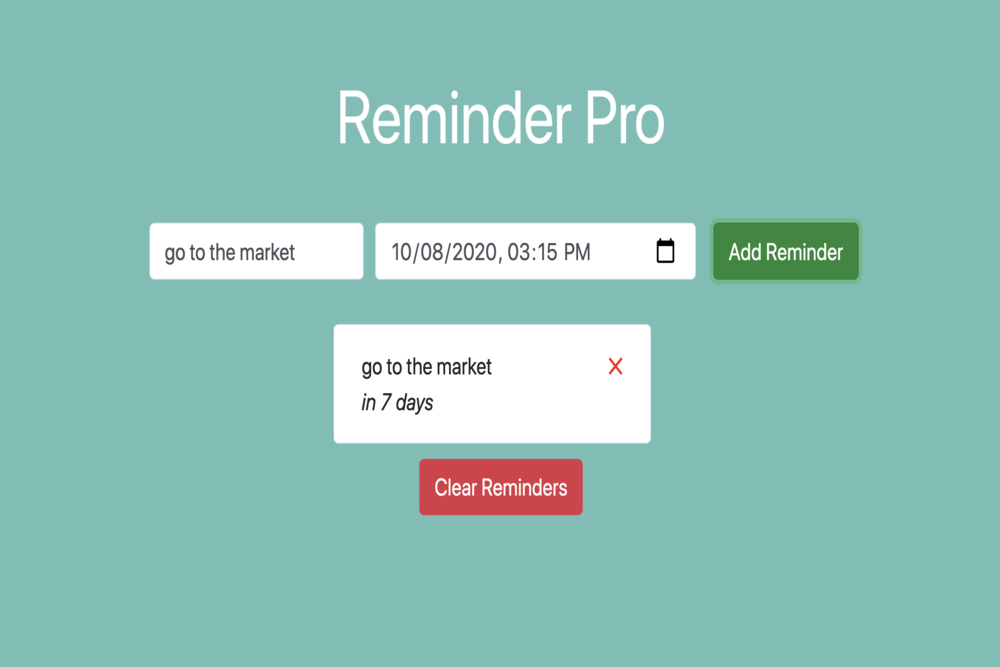 Reminder Pro
go to the market
10/08/2020, 03:15 PM
Add Reminder
go to the market
in 7 days
Clear Reminders